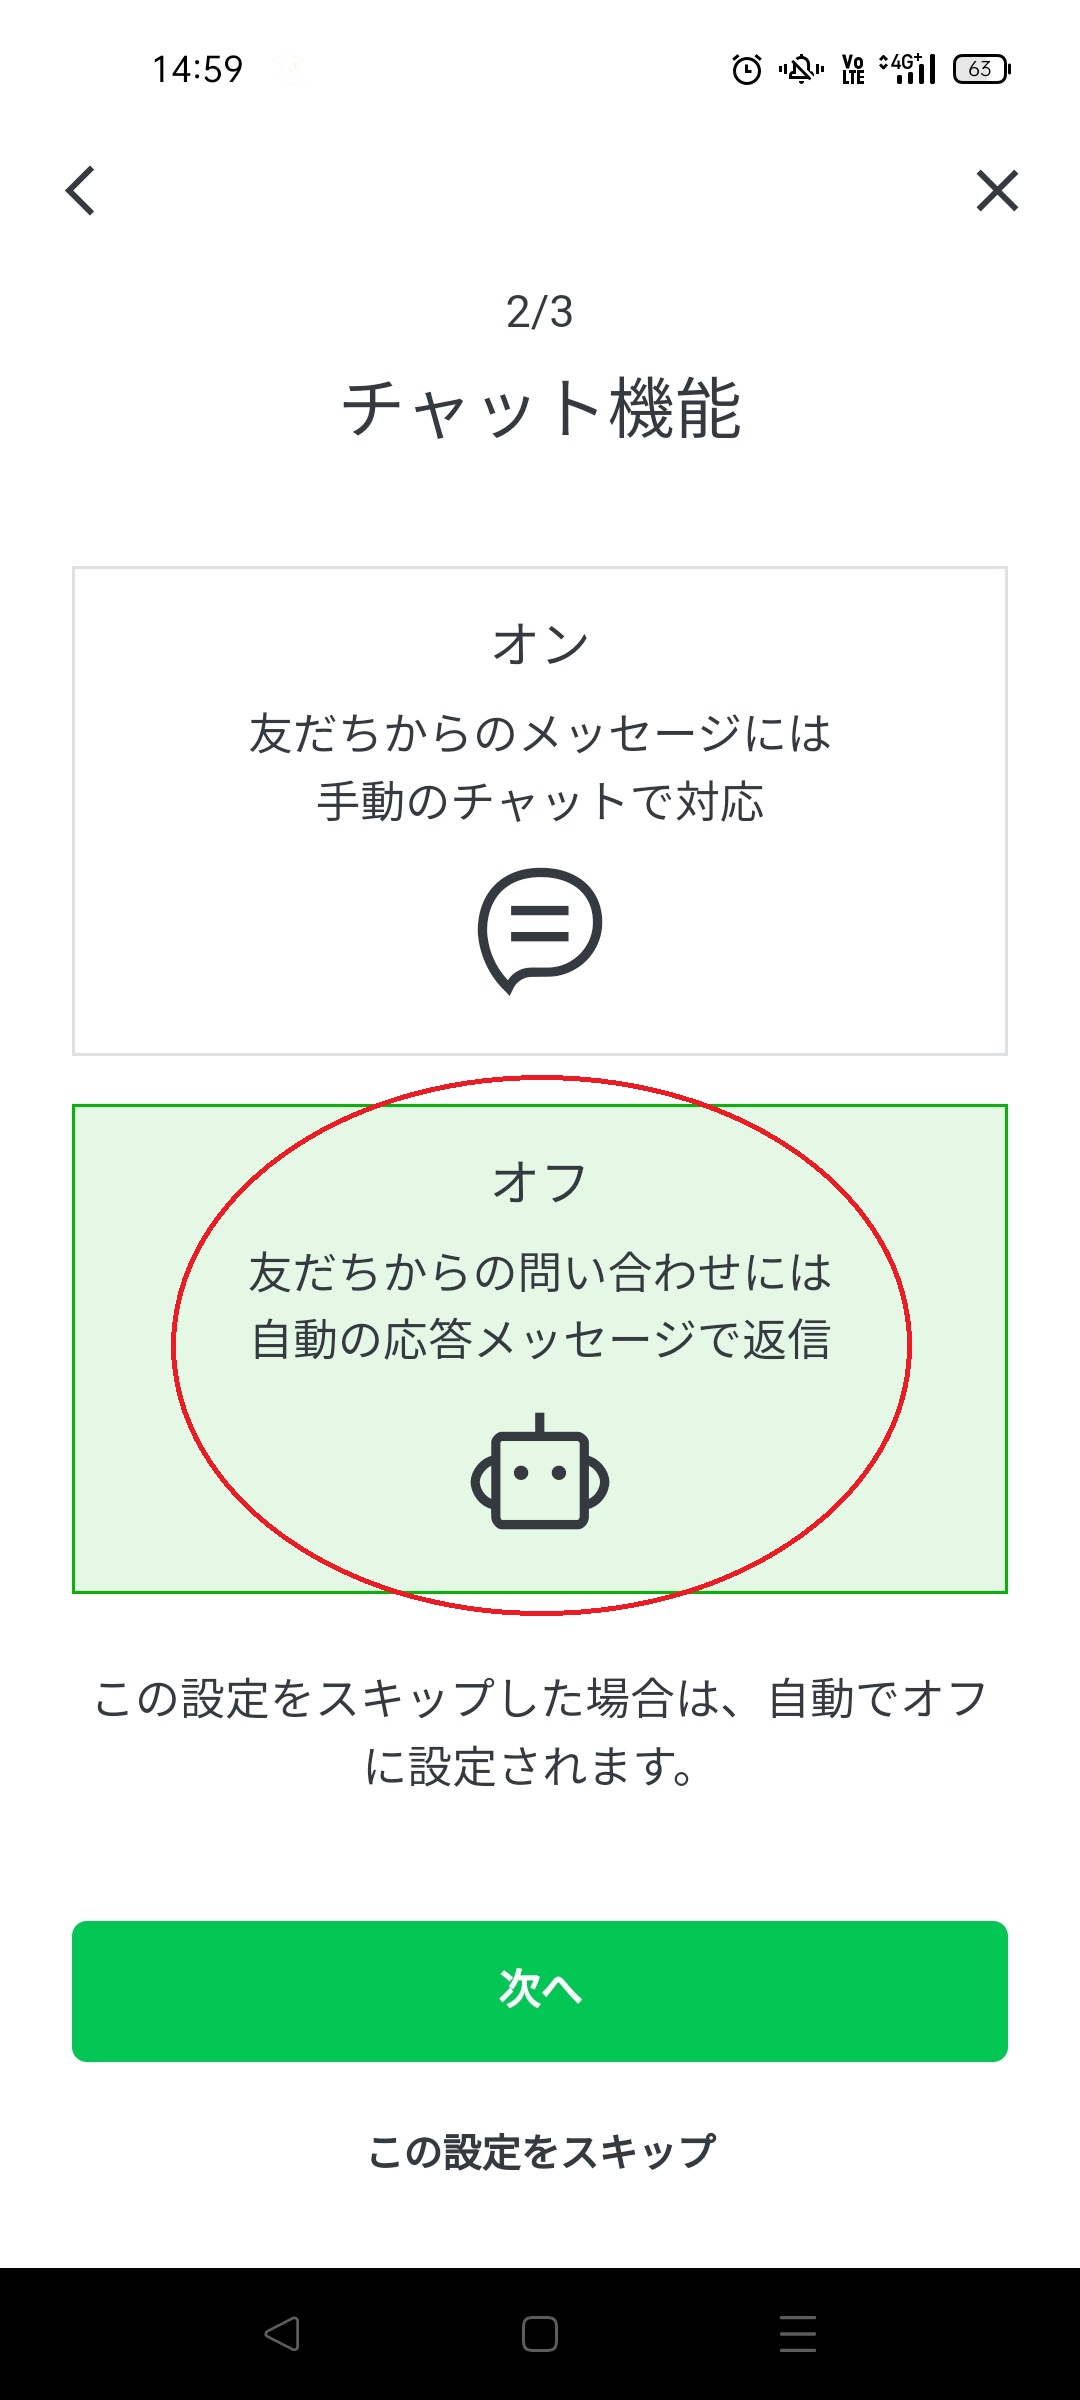 14:59
Vo LTE 4G+ 63
2/3
チャット機能
オン
友だちからのメッセージには
手動のチャットで対応
オフ
友だちからの問い合わせには
自動の応答メッセージで返信
この設定をスキップした場合は、自動でオフ
に設定されます。
次へ
この設定をスキップ